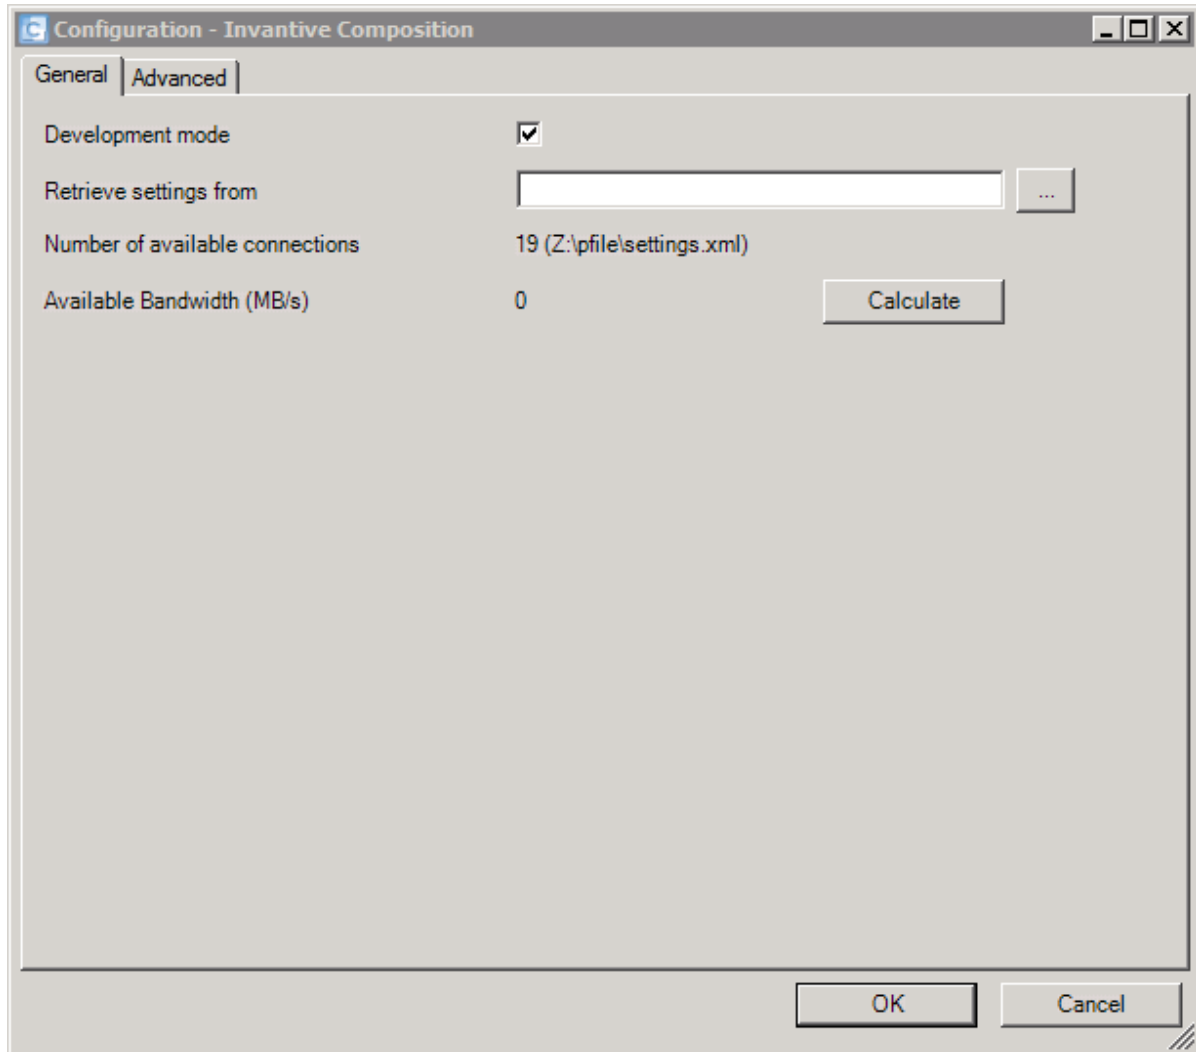 Configuration - Invantive Composition
General Advanced
Development mode
Retrieve settings from ...
Number of available connections 19 (Z:\pfile\settings.xml)
Available Bandwidth (MB/s) 0 Calculate
OK Cancel